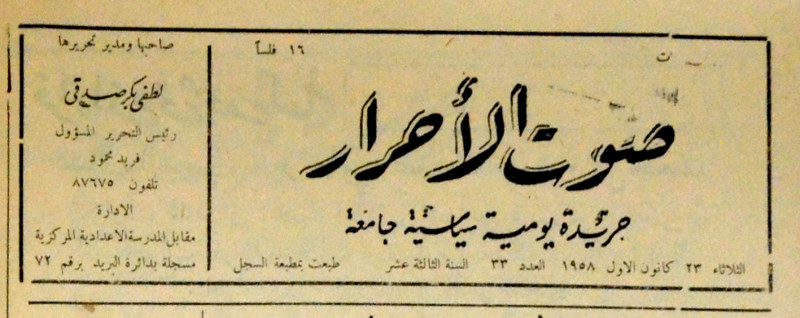 ١٦ فلساً
صوت الأحرار
جريدة يومية سياسية جامعة
الثلاثاء ٢٣ كانون الاول ١٩٥٨ العدد ٣٣ السنة الثالثة عشر طبعت بمطبعة السجل
صاحبها ومدير تحريرها
لطفي بكر صدقي
رئيس التحرير المسؤول
فريد محمود
تلفون ٨٧٦٧٥
الادارة
مقابل المدرسة الاعدادية المركزية
مسجلة بدائرة البريد برقم ٧٢